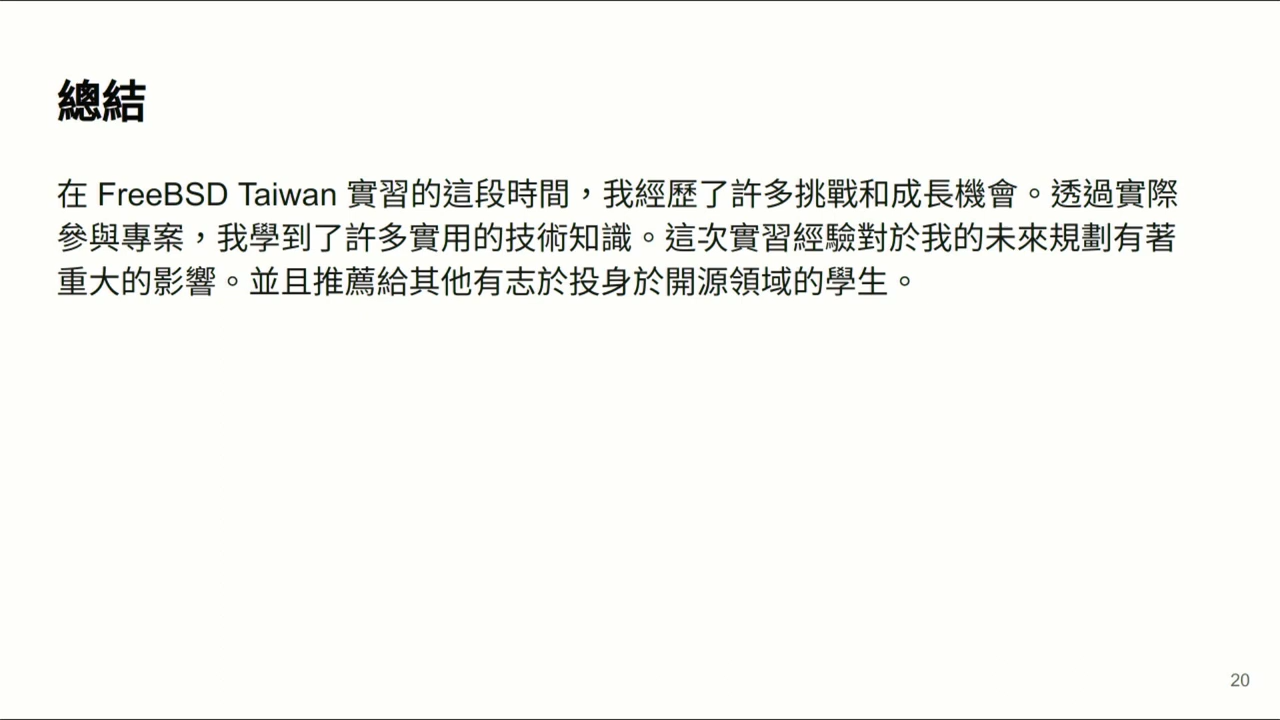 總結
在 FreeBSD Taiwan 實習的這段時間，我經歷了許多挑戰和成長機會。透過實際
參與專案，我學到了許多實用的技術知識。這次實習經驗對於我的未來規劃有著
重大的影響。並且推薦給其他有志於投身於開源領域的學生。
20